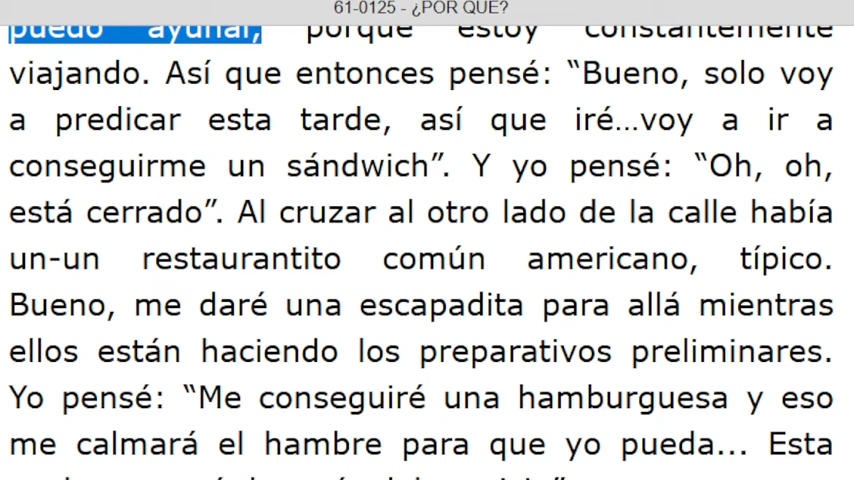 61-0125 - ¿POR QUE?
puedo ayunar, porque estoy constantemente
viajando. Así que entonces pensé: “Bueno, solo voy
a predicar esta tarde, así que iré...voy a ir a
conseguirme un sándwich”. Y yo pensé: “Oh, oh,
está cerrado”. Al cruzar al otro lado de la calle había
un-un restaurantito común americano, típico.
Bueno, me daré una escapadita para allá mientras
ellos están haciendo los preparativos preliminares.
Yo pensé: “Me conseguiré una hamburguesa y eso
me calmará el hambre para que yo pueda... Esta